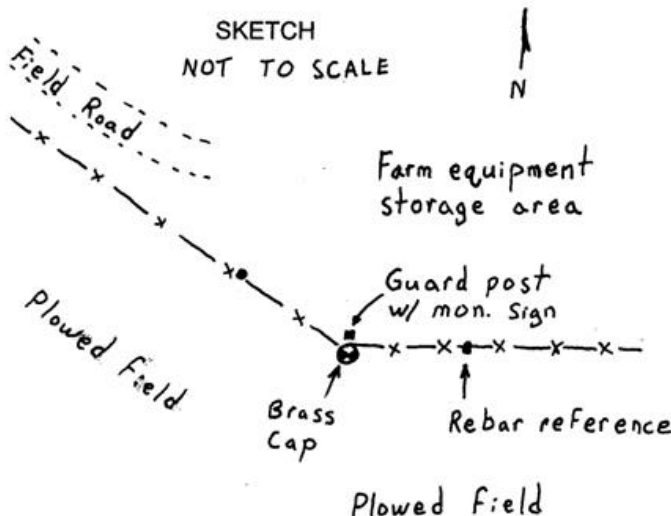 SKETCH
NOT TO SCALE
N
Field Road
Farm equipment
storage area
Guard post
w/ mon. sign
Plowed Field
Brass
Cap
Rebar reference
Plowed Field